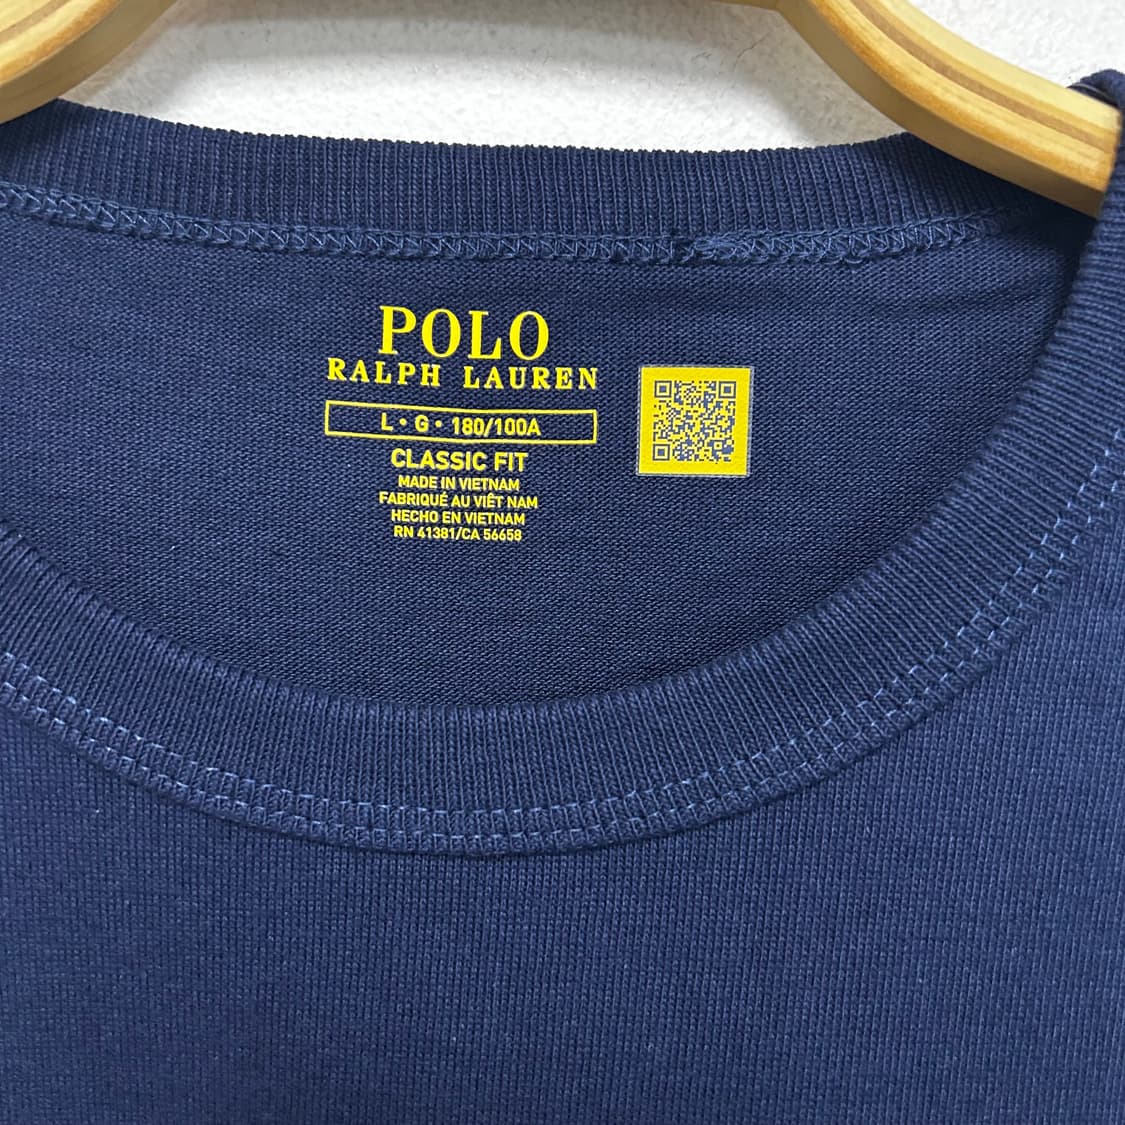 POLO
RALPH LAUREN
L • G • 180/100A
CLASSIC FIT
MADE IN VIETNAM
FABRIQUÉ AU VIÊT NAM
HECHO EN VIETNAM
RN 41381/CA 56658